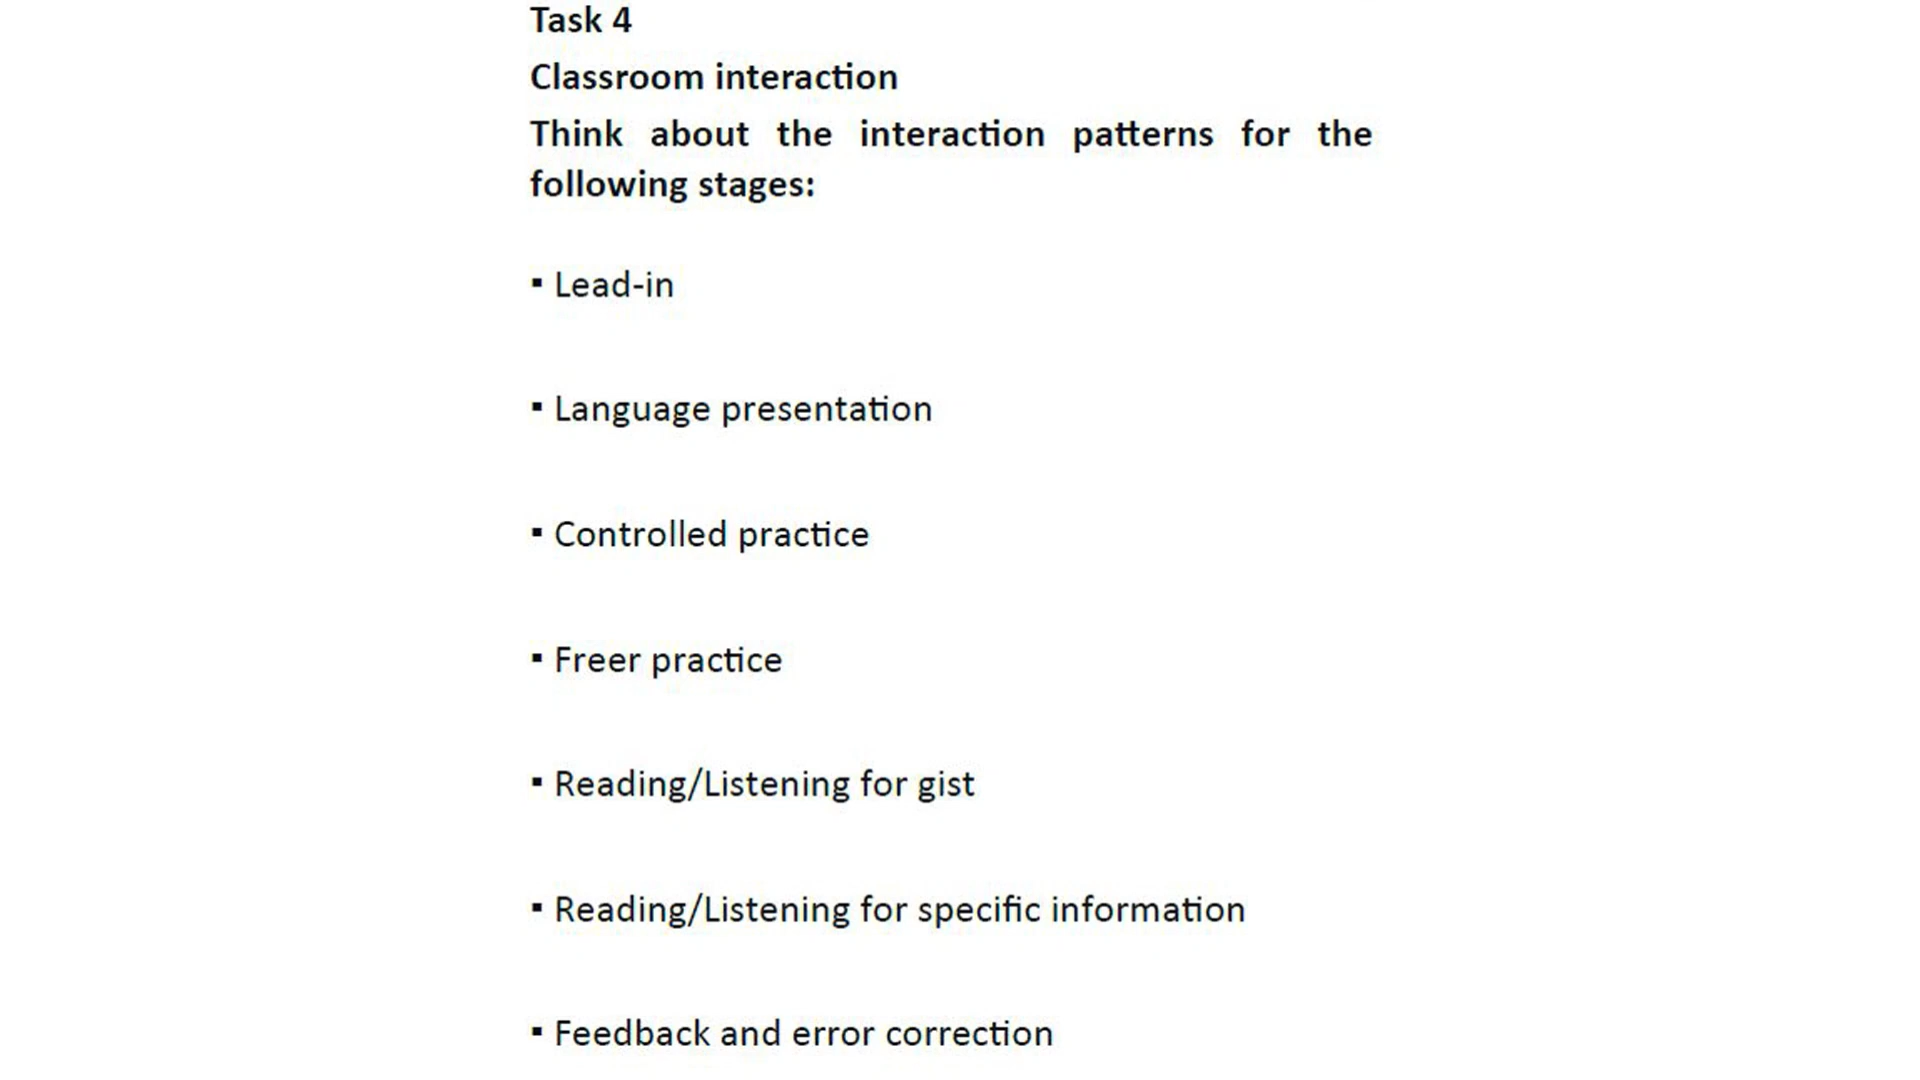 Task 4
Classroom interaction
Think about the interaction patterns for the
following stages:
▪ Lead-in
▪ Language presentation
▪ Controlled practice
▪ Freer practice
▪ Reading/Listening for gist
▪ Reading/Listening for specific information
▪ Feedback and error correction